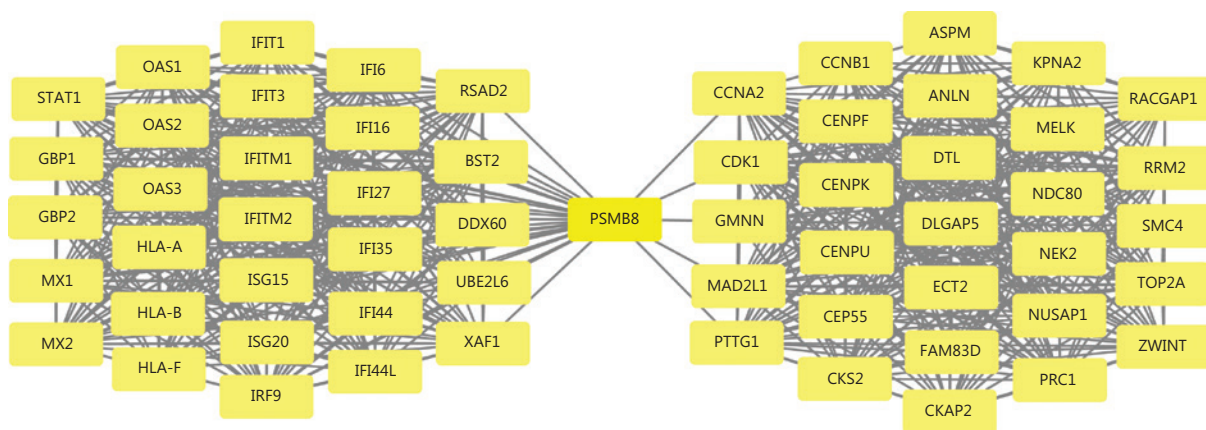 STAT1
GBP1
GBP2
MX1
MX2
OAS1
OAS2
OAS3
HLA-A
HLA-B
HLA-F
IFIT1
IFIT3
IFITM1
IFITM2
ISG15
ISG20
IRF9
IFI6
IFI16
IFI27
IFI35
IFI44
IFI44L
RSAD2
BST2
DDX60
UBE2L6
XAF1
PSMB8
CCNA2
CDK1
GMNN
MAD2L1
PTTG1
CCNB1
CENPF
CENPK
CENPU
CEP55
CKS2
ASPM
ANLN
DTL
DLGAP5
ECT2
FAM83D
CKAP2
KPNA2
MELK
NDC80
NEK2
NUSAP1
PRC1
RACGAP1
RRM2
SMC4
TOP2A
ZWINT